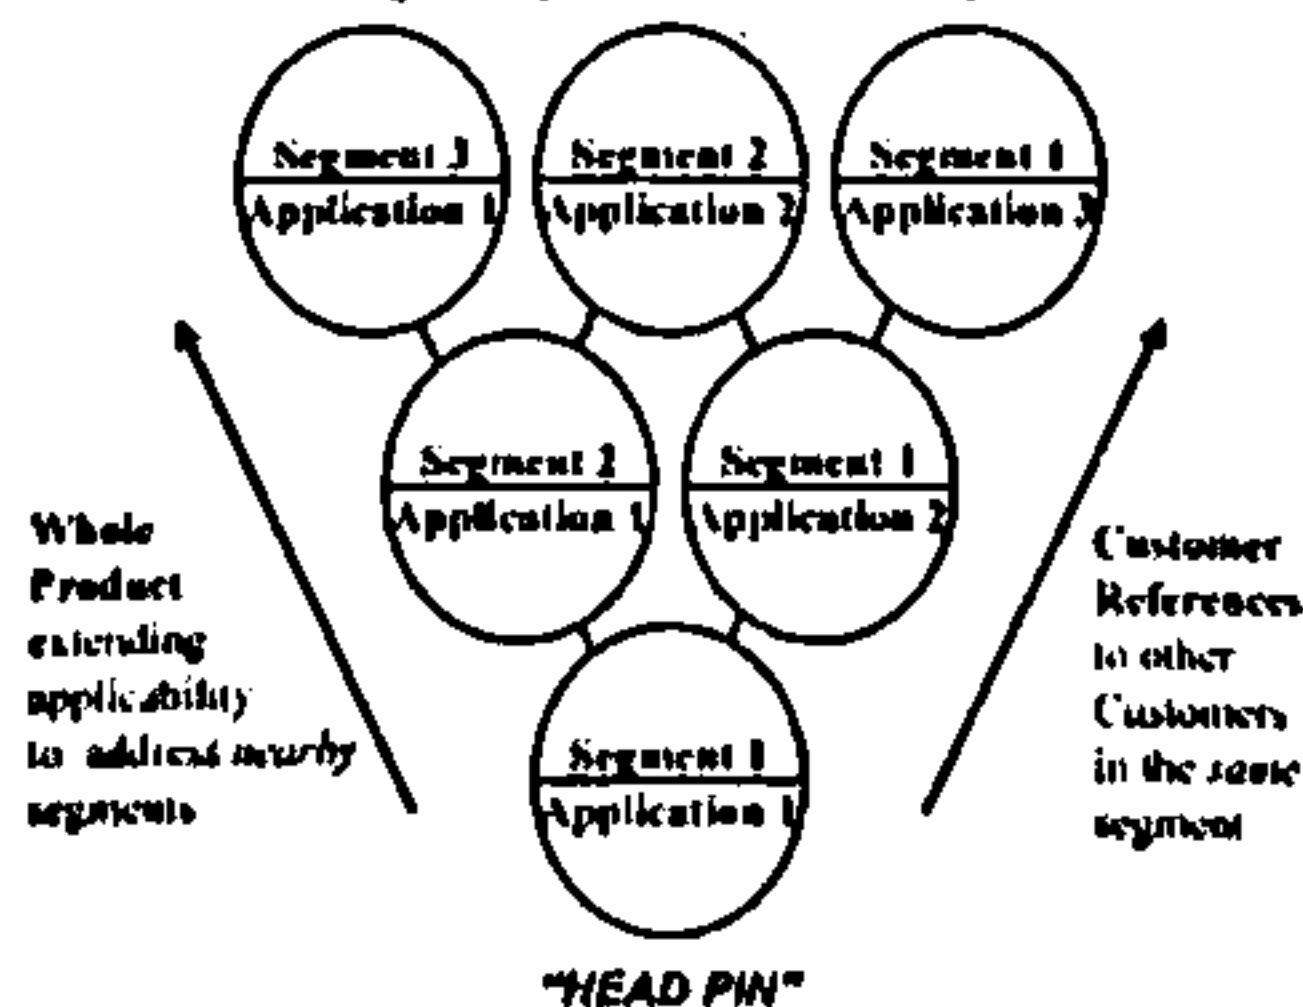 Segment 3
Application 1
Segment 2
Application 2
Segment 1
Application 3
Segment 2
Application 1
Segment 1
Application 2
Whole
Product
extending
applicability
to address nearby
segments
Customer
References
to other
Customers
in the same
segment
Segment 1
Application 1
"HEAD PIN"